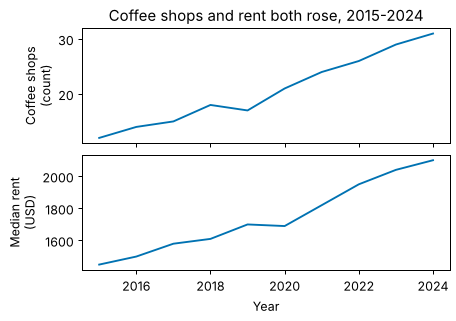 Coffee shops and rent both rose, 2015-2024
30
20
Coffee shops
(count)
2000
1800
1600
Median rent
(USD)
2016 2018 2020 2022 2024
Year